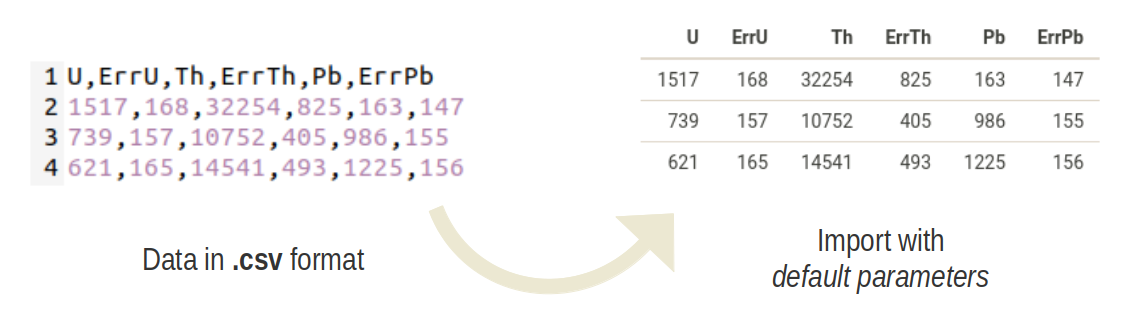 1 U,ErrU,Th,ErrTh,Pb,ErrPb
2 1517,168,32254,825,163,147
3 739,157,10752,405,986,155
4 621,165,14541,493,1225,156
Data in .csv format
U ErrU Th ErrTh Pb ErrPb
1517 168 32254 825 163 147
739 157 10752 405 986 155
621 165 14541 493 1225 156
Import with
default parameters